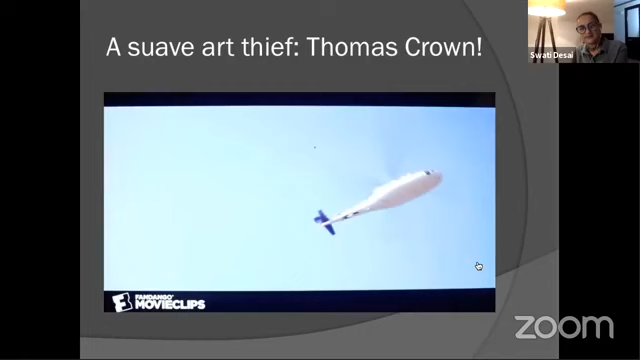 A suave art thief: Thomas Crown!
Swati Desai
FANDANGO
MOVIECLIPS
zoom